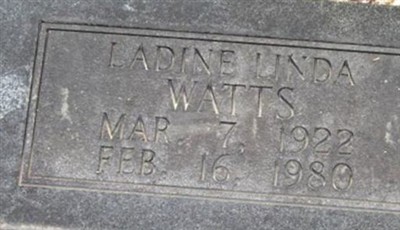 LADINE LINDA
WATTS
MAR. 7, 1922
FEB. 16, 1980